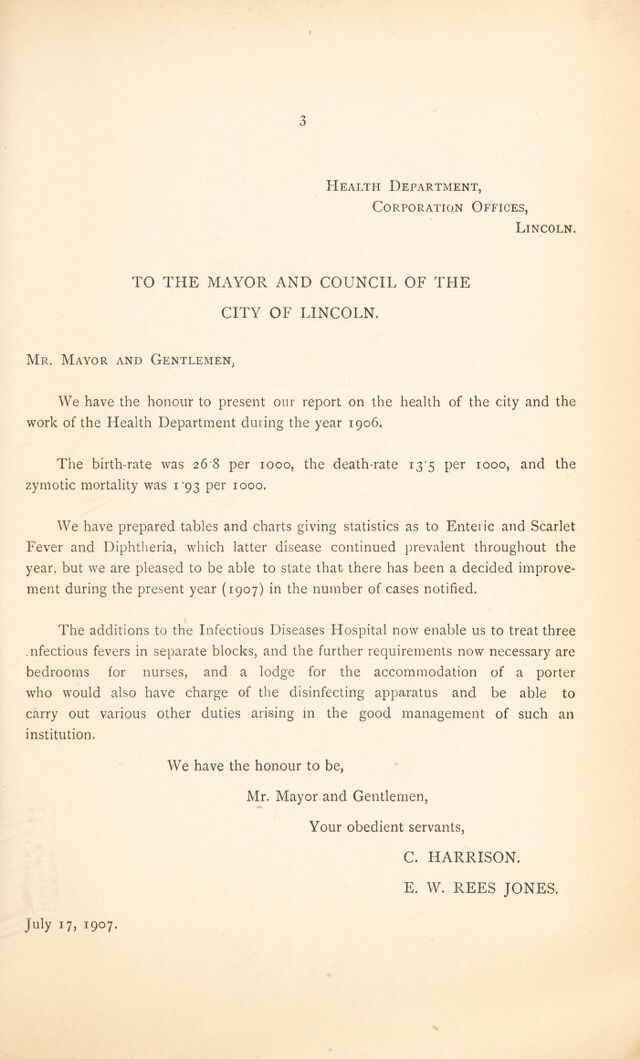 3
Health Department,
Corporation Offices,
Lincoln.
TO THE MAYOR AND COUNCIL OF THE
CITY OF LINCOLN.
Mr. Mayor and Gentlemen,
We have the honour to present our report on the health of the city and the
work of the Health Department during the year 1906.
The birth-rate was 26·8 per 1000, the death-rate 13·5 per 1000, and the
zymotic mortality was 1·93 per 1000.
We have prepared tables and charts giving statistics as to Enteric and Scarlet
Fever and Diphtheria, which latter disease continued prevalent throughout the
year, but we are pleased to be able to state that there has been a decided improve-
ment during the present year (1907) in the number of cases notified.
The additions to the Infectious Diseases Hospital now enable us to treat three
.nfectious fevers in separate blocks, and the further requirements now necessary are
bedrooms for nurses, and a lodge for the accommodation of a porter
who would also have charge of the disinfecting apparatus and be able to
carry out various other duties arising in the good management of such an
institution.
We have the honour to be,
Mr. Mayor and Gentlemen,
Your obedient servants,
C. HARRISON.
E. W. REES JONES.
July 17, 1907.